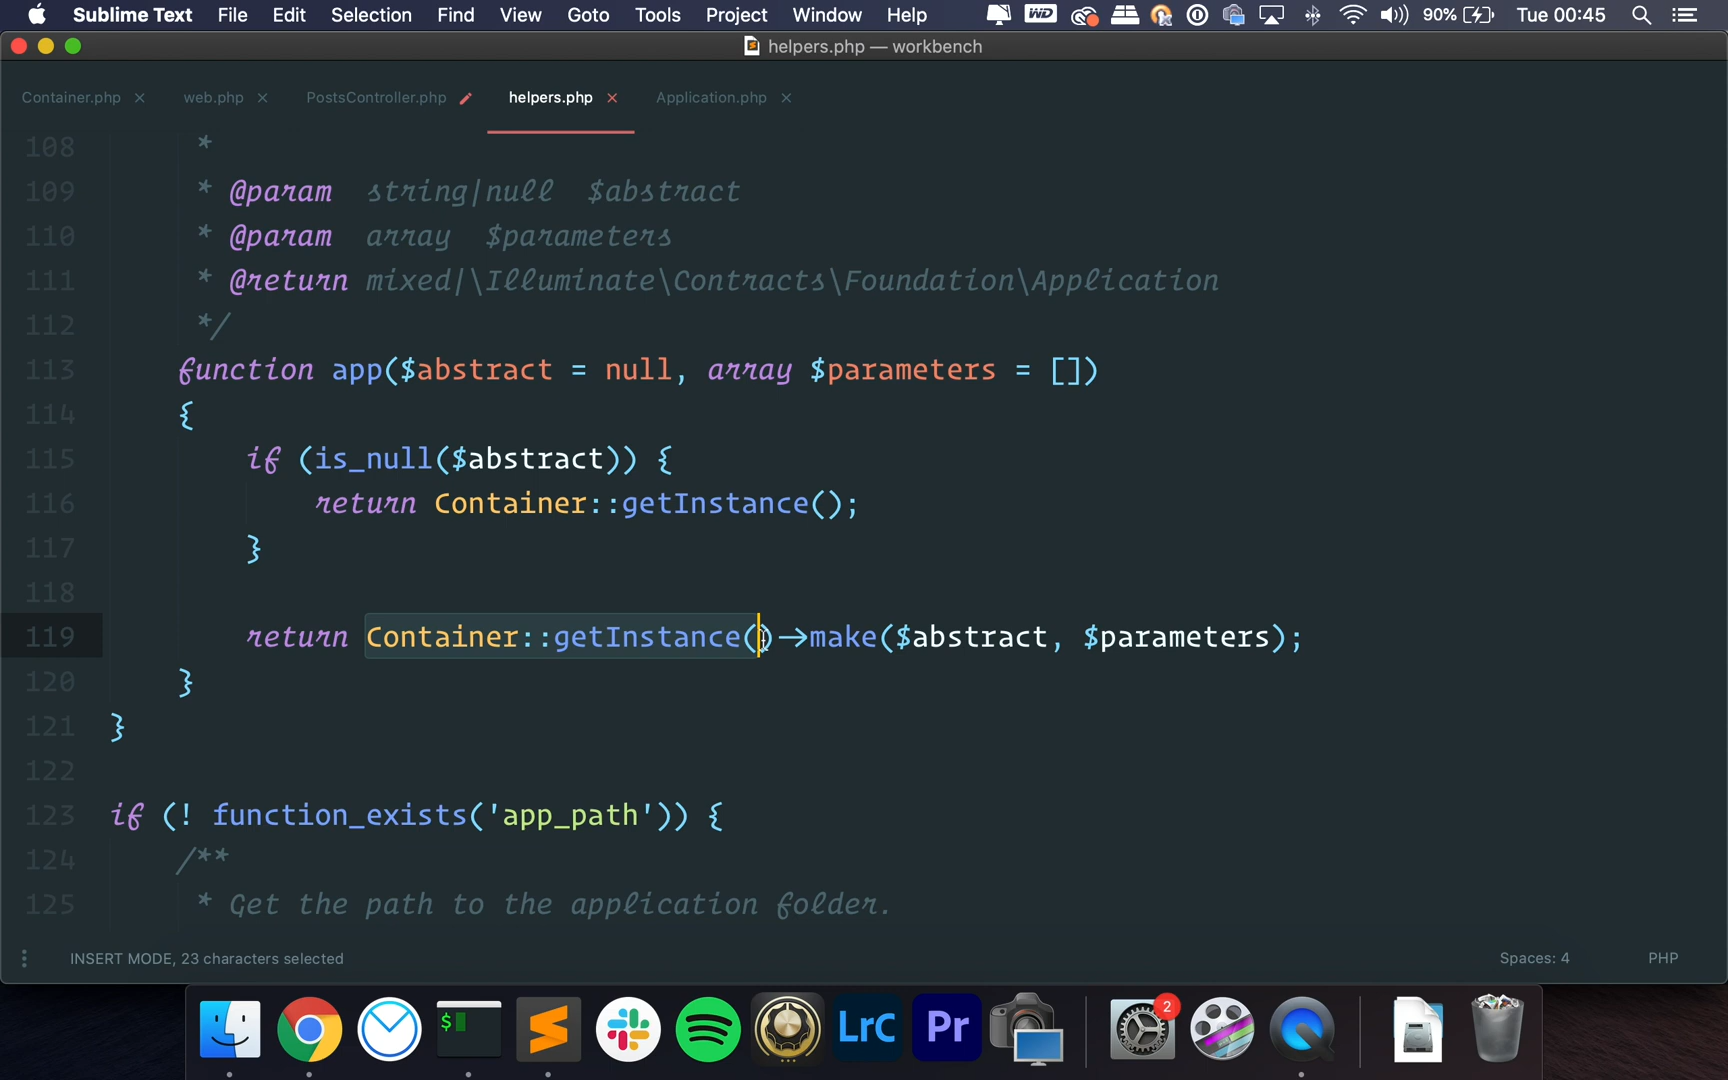 Sublime Text File Edit Selection Find View Goto Tools Project Window Help WD 90% Tue 00:45
helpers.php — workbench
Container.php × web.php × PostsController.php helpers.php × Application.php ×
108 *
109 * @param string|null $abstract
110 * @param array $parameters
111 * @return mixed|\Illuminate\Contracts\Foundation\Application
112 */
113 function app($abstract = null, array $parameters = [])
114 {
115 if (is_null($abstract)) {
116 return Container::getInstance();
117 }
118
119 return Container::getInstance()->make($abstract, $parameters);
120 }
121 }
122
123 if (! function_exists('app_path')) {
124 /**
125 * Get the path to the application folder.
INSERT MODE, 23 characters selected Spaces: 4 PHP
$ LrC Pr 2